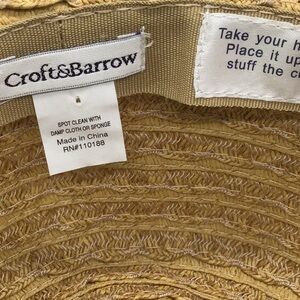 Croft&Barrow
SPOT CLEAN WITH
DAMP CLOTH OR SPONGE
Made in China
RN#110188
Take your h
Place it up
stuff the c